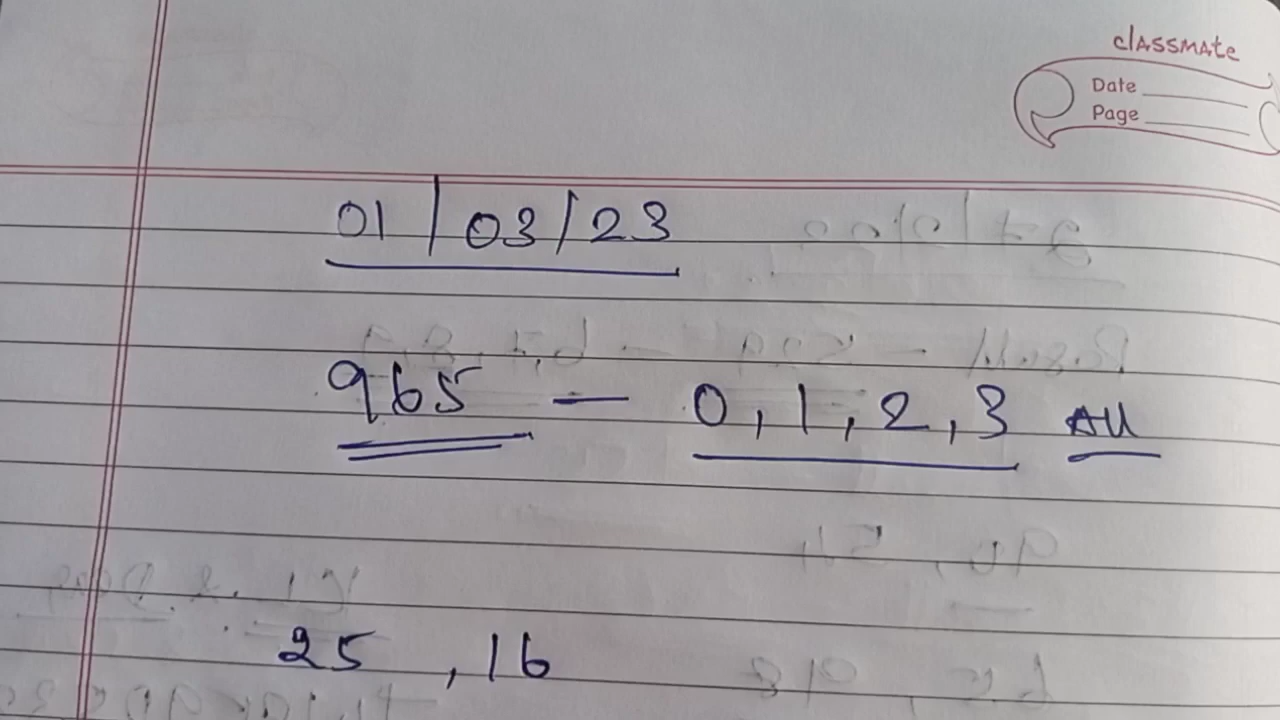 classmate
Date
Page
01/03/23
965 - 0, 1, 2, 3 All
25, 16